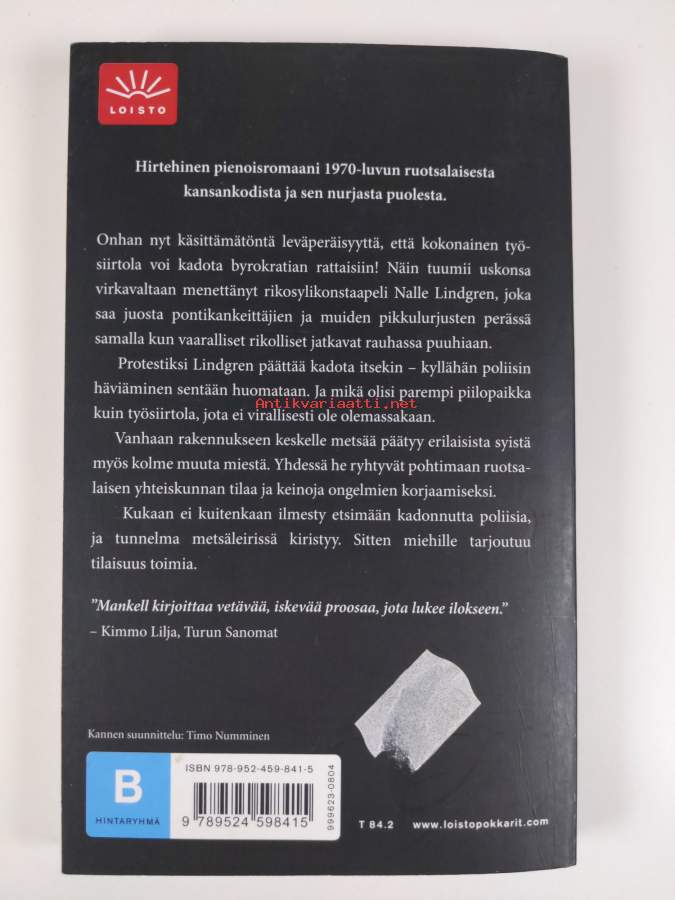 LOISTO
Hirtehinen pienoisromaani 1970-luvun ruotsalaisesta
kansankodista ja sen nurjasta puolesta.
Onhan nyt käsittämätöntä leväperäisyyttä, että kokonainen työ-
siirtola voi kadota byrokratian rattaisiin! Näin tuumii uskonsa
virkavaltaan menettänyt rikosylikonstaapeli Nalle Lindgren, joka
saa juosta pontikankeittäjien ja muiden pikkulurjusten perässä
samalla kun vaaralliset rikolliset jatkavat rauhassa puuhiaan.
Protestiksi Lindgren päättää kadota itsekin – kyllähän poliisin
häviäminen sentään huomataan. Ja mikä olisi parempi piilopaikka
Antikvariaatti.net
kuin työsiirtola, jota ei virallisesti ole olemassakaan.
Vanhaan rakennukseen keskelle metsää päätyy erilaisista syistä
myös kolme muuta miestä. Yhdessä he ryhtyvät pohtimaan ruotsa-
laisen yhteiskunnan tilaa ja keinoja ongelmien korjaamiseksi.
Kukaan ei kuitenkaan ilmesty etsimään kadonnutta poliisia,
ja tunnelma metsäleirissä kiristyy. Sitten miehille tarjoutuu
tilaisuus toimia.
”Mankell kirjoittaa vetävää, iskevää proosaa, jota lukee ilokseen.”
– Kimmo Lilja, Turun Sanomat
Kannen suunnittelu: Timo Numminen
B
HINTARYHMÄ
ISBN 978-952-459-841-5
9 789524 598415
999623-0804
T 84.2
www.loistopokkarit.com